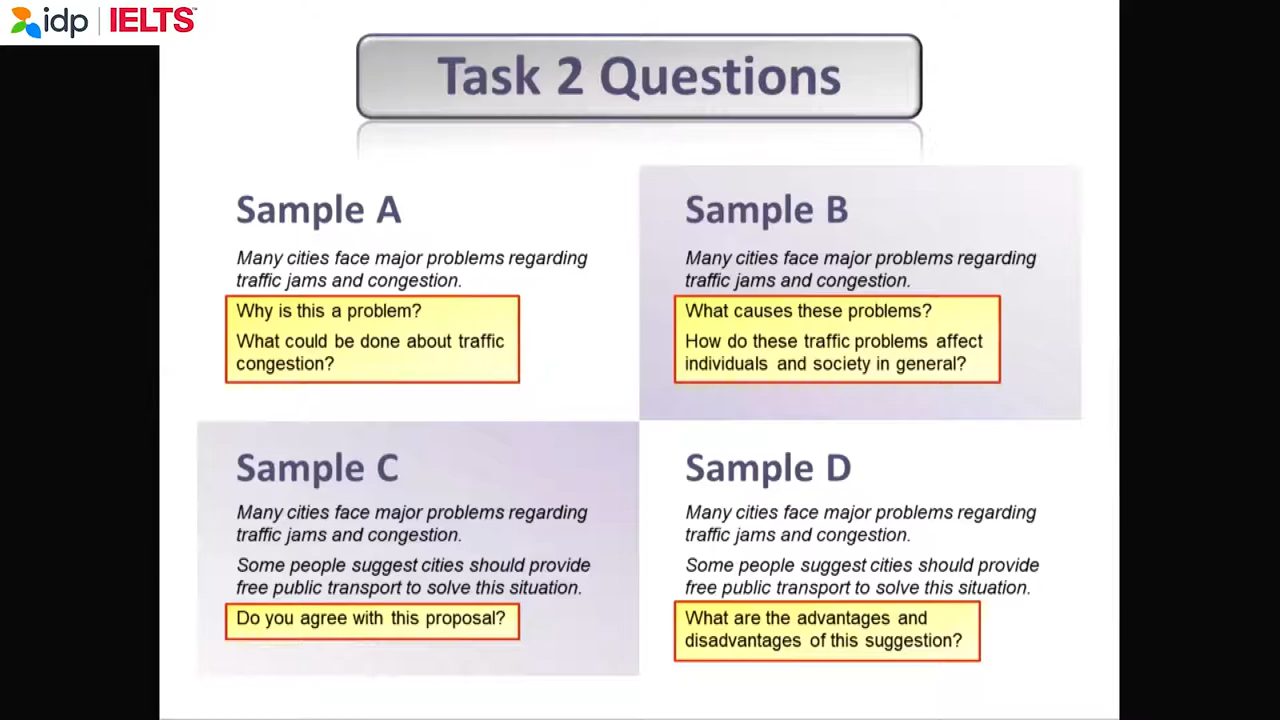 idp | IELTS™
Task 2 Questions
Sample A
Many cities face major problems regarding
traffic jams and congestion.
Why is this a problem?
What could be done about traffic
congestion?
Sample B
Many cities face major problems regarding
traffic jams and congestion.
What causes these problems?
How do these traffic problems affect
individuals and society in general?
Sample C
Many cities face major problems regarding
traffic jams and congestion.
Some people suggest cities should provide
free public transport to solve this situation.
Do you agree with this proposal?
Sample D
Many cities face major problems regarding
traffic jams and congestion.
Some people suggest cities should provide
free public transport to solve this situation.
What are the advantages and
disadvantages of this suggestion?